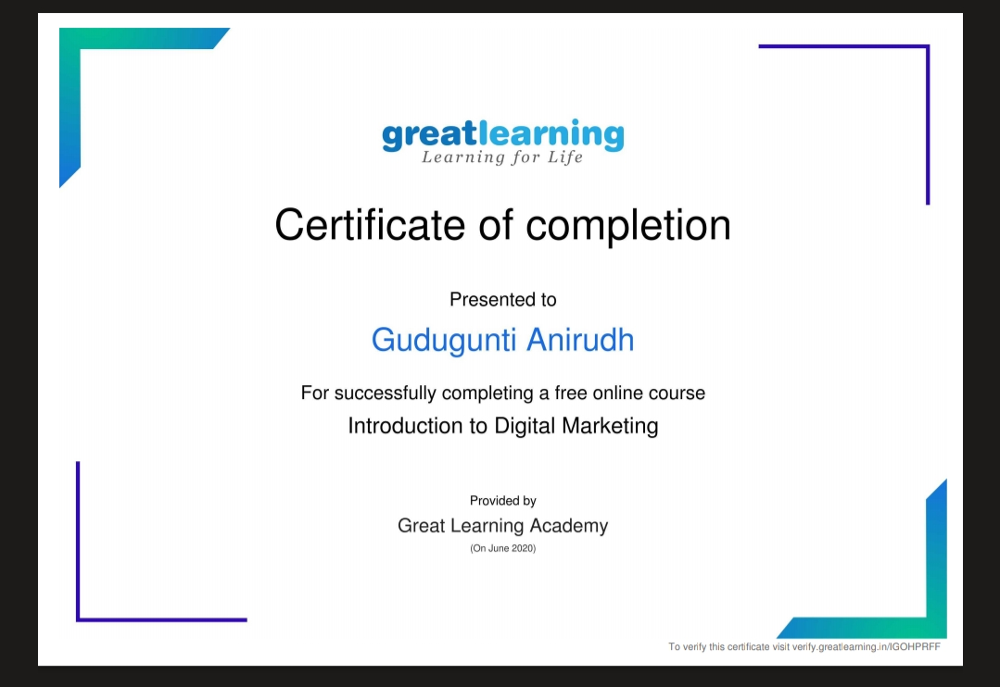 greatlearning
Learning for Life
Certificate of completion
Presented to
Gudugunti Anirudh
For successfully completing a free online course
Introduction to Digital Marketing
Provided by
Great Learning Academy
(On June 2020)
To verify this certificate visit verify.greatlearning.in/IGOHPRFF